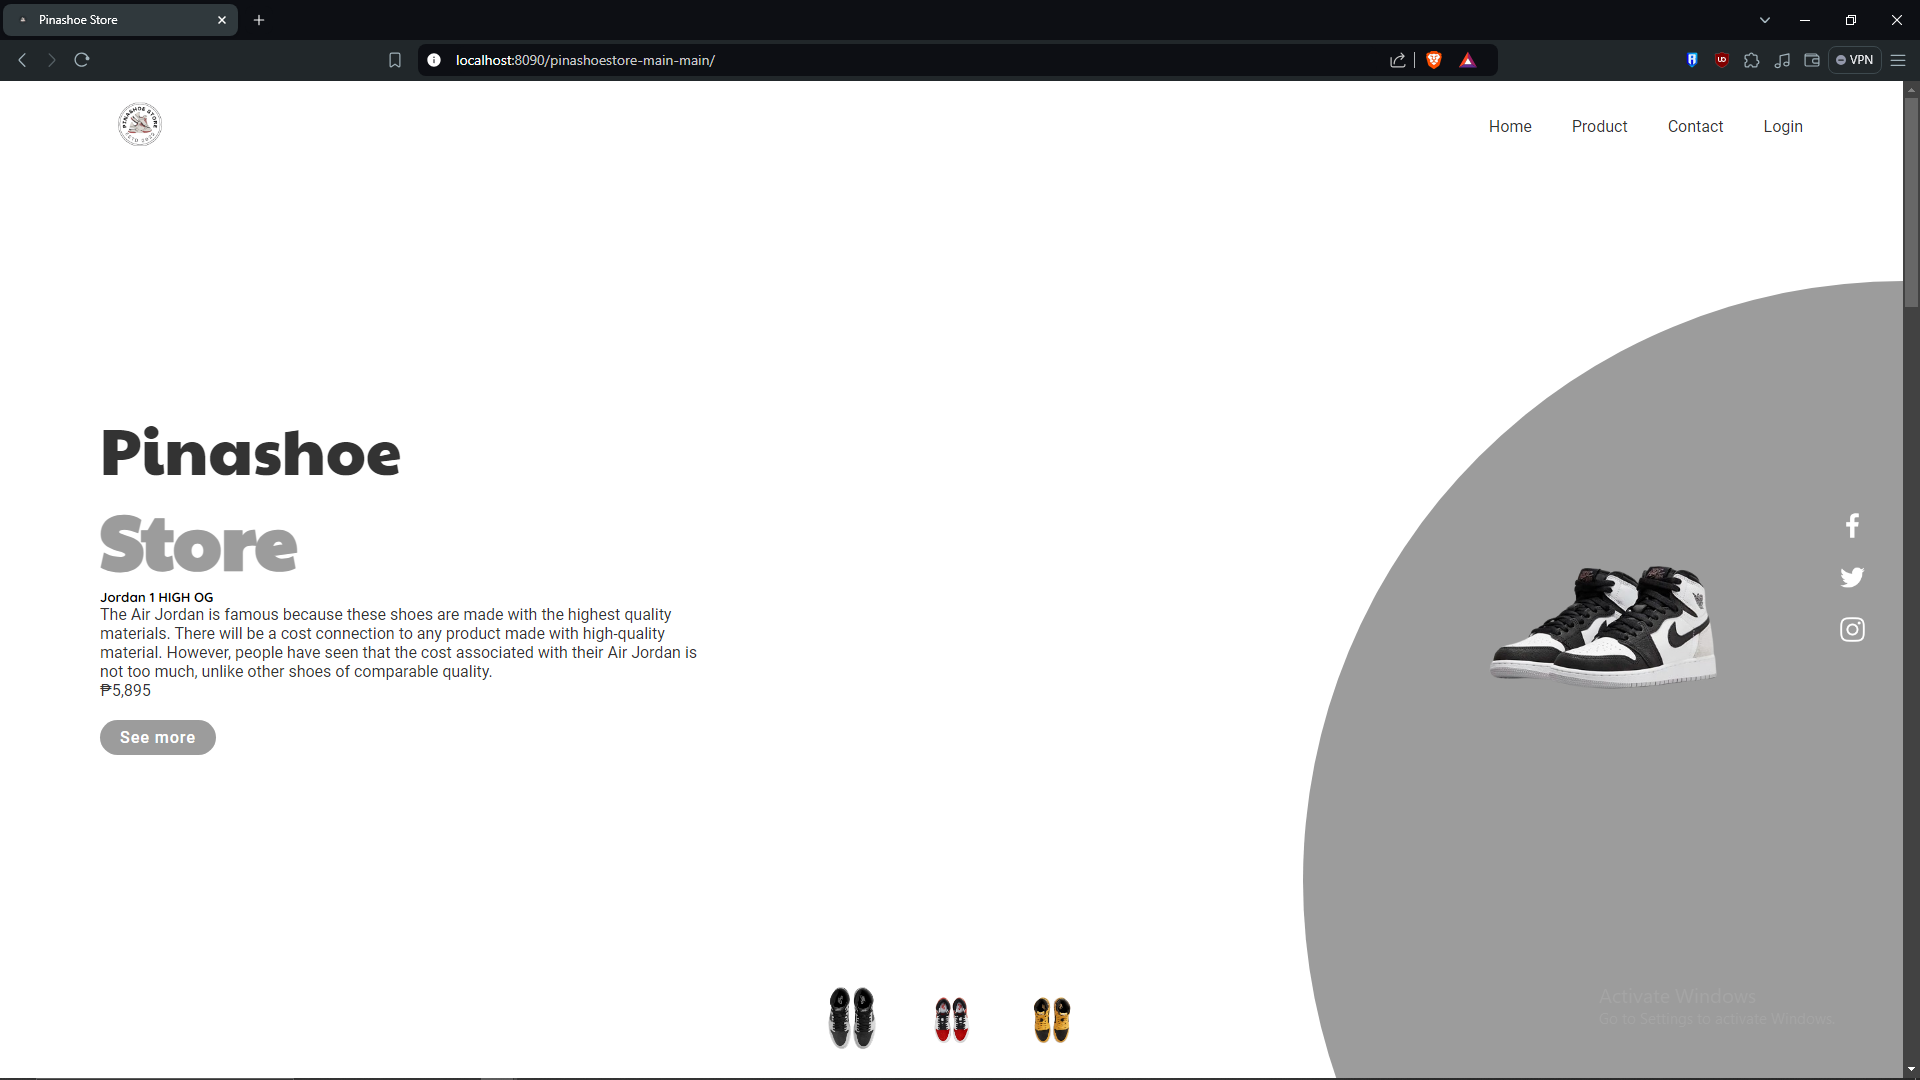 Pinashoe Store
localhost:8090/pinashoestore-main-main/
VPN
PINASHOE STORE
Home Product Contact Login
Pinashoe
Store
Jordan 1 HIGH OG
The Air Jordan is famous because these shoes are made with the highest quality
materials. There will be a cost connection to any product made with high-quality
material. However, people have seen that the cost associated with their Air Jordan is
not too much, unlike other shoes of comparable quality.
₱5,895
See more
Activate Windows
Go to Settings to activate Windows.